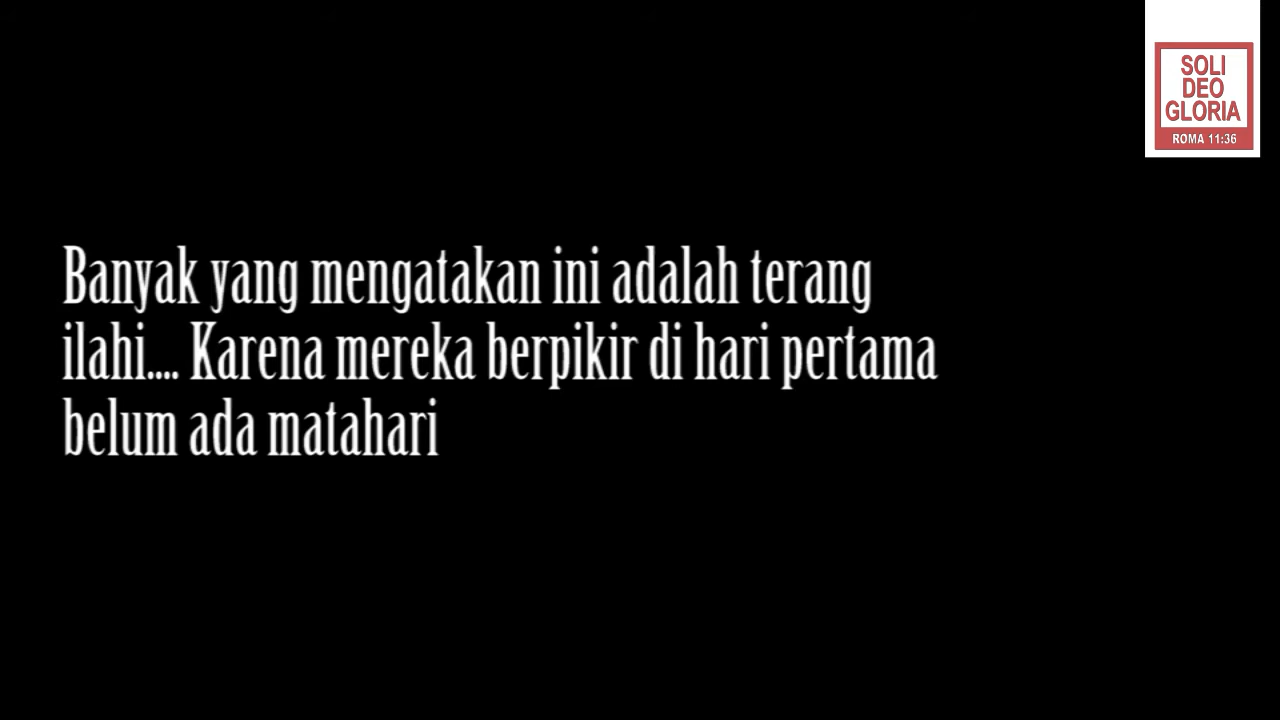 SOLI
DEO
GLORIA
ROMA 11:36
Banyak yang mengatakan ini adalah terang
ilahi.... Karena mereka berpikir di hari pertama
belum ada matahari